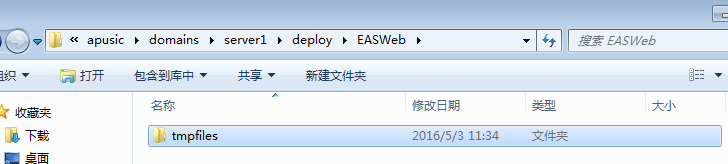 « apusic domains server1 deploy EASWeb 搜索 EASWeb
组织 打开 包含到库中 共享 新建文件夹
收藏夹 名称 修改日期 类型 大小
下载 tmpfiles 2016/5/3 11:34 文件夹
桌面